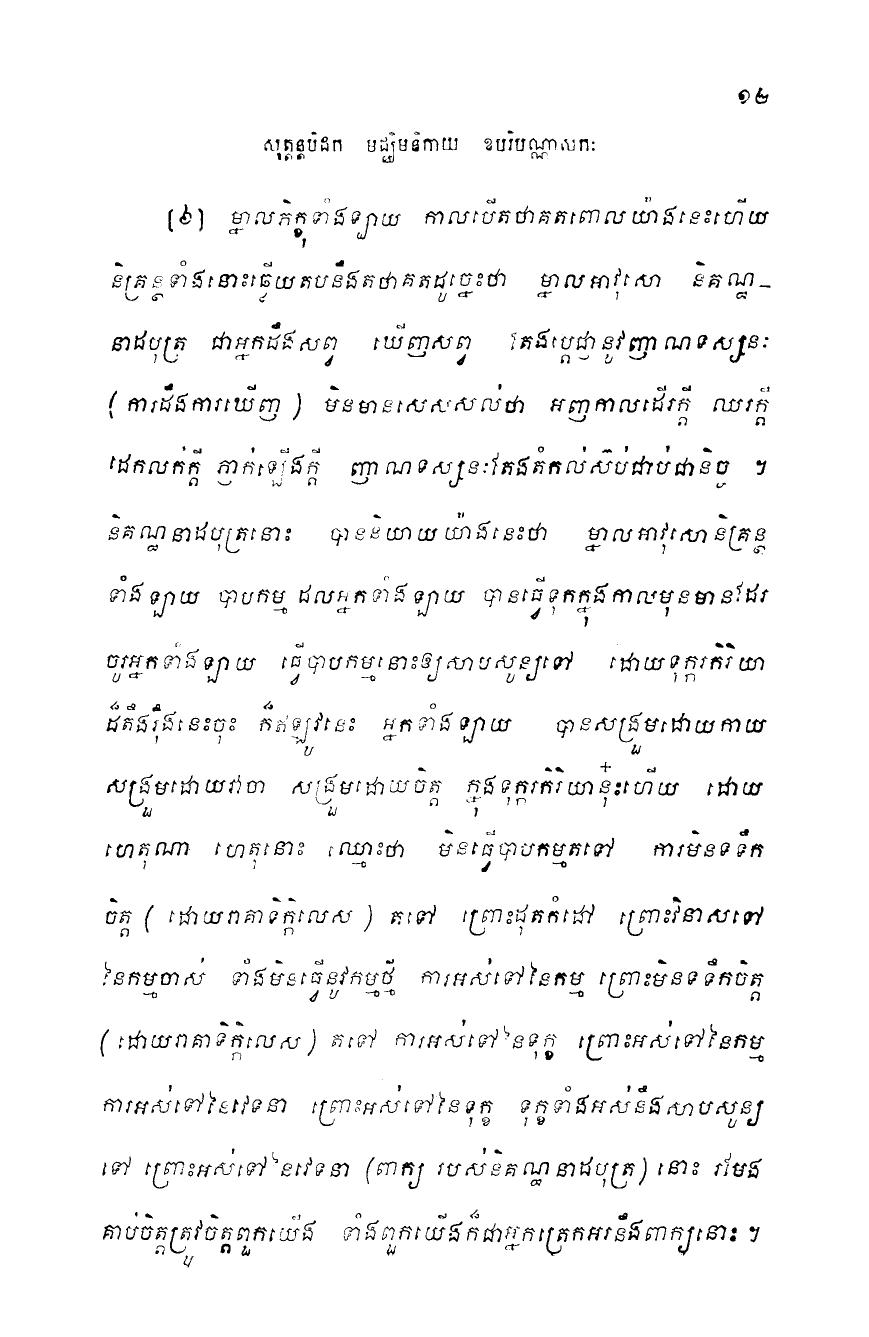 ១២
សុត្តន្តបិដក មជ្ឈិមនិកាយ ឧបរិបណ្ណាសកៈ
[៦] ម្នាលភិក្ខុទាំងឡាយ កាលបើតថាគតពោលយ៉ាងនេះហើយ
និគ្រន្ថទាំងនោះធ្វើយតបនឹងតថាគតដូច្នេះថា ម្នាលអាវុសោ និគណ្ឋ_
នាដបុត្រ ជាអ្នកដឹងសព្វ ឃើញសព្វ តែងប្តេជ្ញានូវញាណទស្សនៈ
(ការដឹងការឃើញ) មិនមានសេសសល់ថា អញកាលដើរក្តី ឈរក្តី
ដេកលក់ក្តី ភ្ញាក់ឡើងក្តី ញាណទស្សនៈតែងតំកល់ស៊ប់ជាប់ជានិច្ច ។
និគណ្ឋនាដបុត្រនោះ បាននិយាយយ៉ាងនេះថា ម្នាលអាវុសោនិគ្រន្ថ
ទាំងឡាយ បាបកម្ម ដលអ្នកទាំងឡាយ បានធ្វើទុកក្នុងកាលមុនមានដែរ
ចូរអ្នកទាំងឡាយ ធ្វើបាបកម្មនោះឲ្យសាបសូន្យទៅ ដោយទុក្ករកិរិយា
ដ៏តឹងរ៉ឹងនេះចុះ ក៏ឥឡូវនេះ អ្នកទាំងឡាយ បានសង្រួមដោយកាយ
សង្រួមដោយវាចា សង្រួមដោយចិត្ត ក្នុងទុក្ករកិរិយានុ៎ះហើយ ដោយ
ហេតុណា ហេតុនោះ ឈ្មោះថា មិនធ្វើបាបកម្មតទៅ ការមិនទទឹក
ចិត្ត (ដោយរាគាទិក្កិលេស) តទៅ ព្រោះដុតកំដៅ ព្រោះវិនាសទៅ
នៃកម្មចាស់ ទាំងមិនធ្វើនូវកម្មថ្មី ការអស់ទៅនៃកម្ម ព្រោះមិនទទឹកចិត្ត
(ដោយរាគាទិក្កិលេស) តទៅ ការអស់ទៅនៃទុក្ខ ព្រោះអស់ទៅនៃកម្ម
ការអស់ទៅនៃវេទនា ព្រោះអស់ទៅនៃទុក្ខ ទុក្ខទាំងអស់នឹងសាបសូន្យ
ទៅ ព្រោះអស់ទៅនៃវេទនា (ពាក្យ របស់និគណ្ឋនាដបុត្រ) នោះ រមែង
គាប់ចិត្តត្រូវចិត្តពួកយើង ទាំងពួកយើងក៏ជាអ្នកត្រេកអរនឹងពាក្យនោះ ។